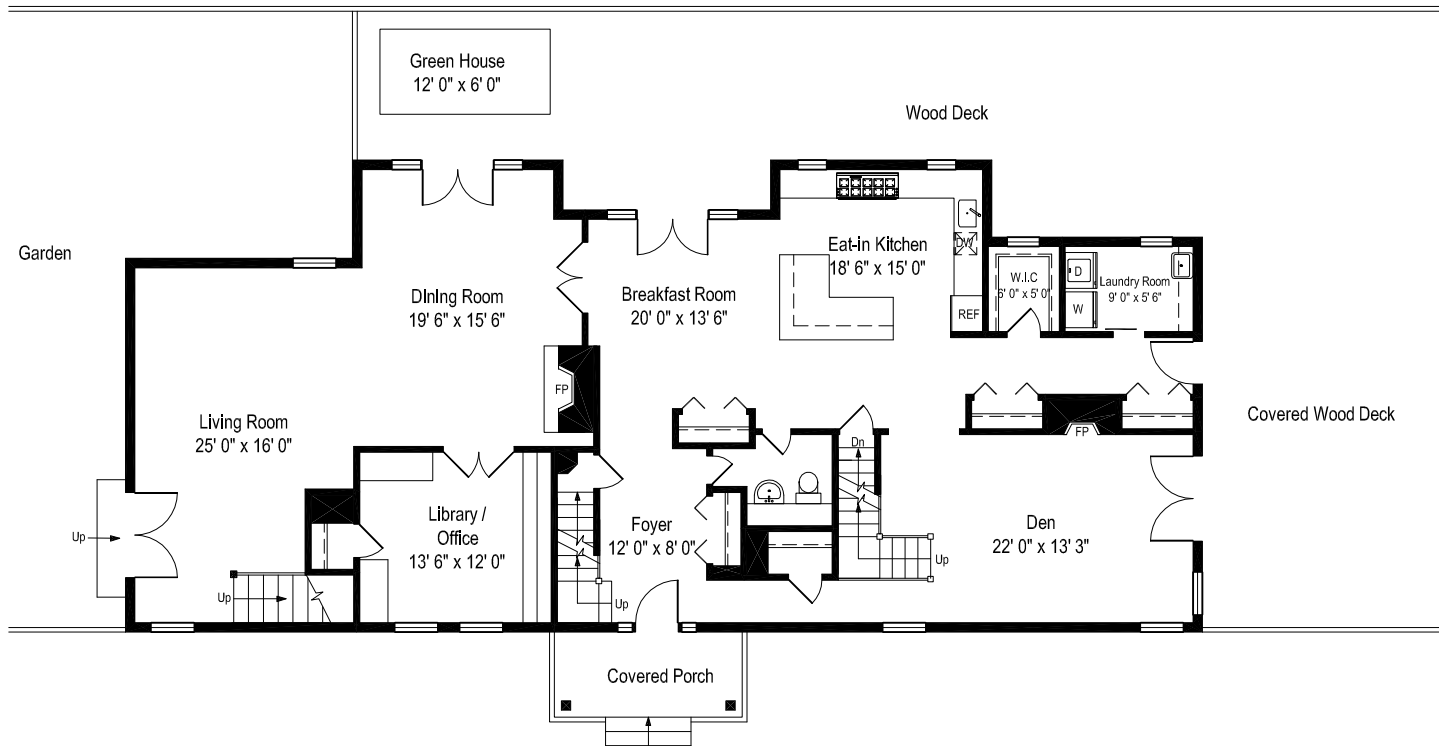 Green House
12' 0" x 6' 0"
Wood Deck
Garden
Dining Room
19' 6" x 15' 6"
Breakfast Room
20' 0" x 13' 6"
Eat-in Kitchen
18' 6" x 15' 0"
DW
REF
W.I.C
6' 0" x 5' 0"
D
W
Laundry Room
9' 0" x 5' 6"
FP
Living Room
25' 0" x 16' 0"
Covered Wood Deck
FP
Dn
Up
Library /
Office
13' 6" x 12' 0"
Foyer
12' 0" x 8' 0"
Den
22' 0" x 13' 3"
Up
Up
Up
Covered Porch